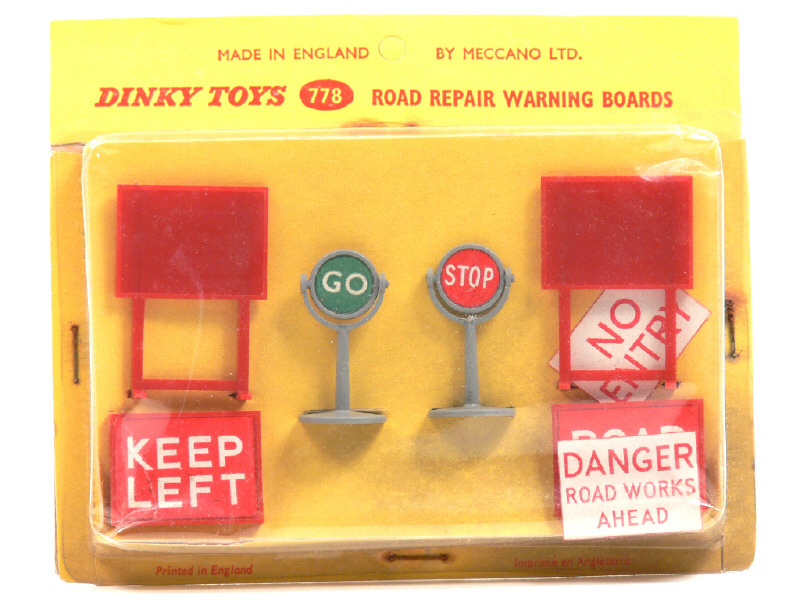 MADE IN ENGLAND BY MECCANO LTD.
DINKY TOYS 778 ROAD REPAIR WARNING BOARDS
GO
STOP
NO
ENTRY
KEEP
LEFT
ROAD
DANGER
ROAD WORKS
AHEAD
Printed in England
Imprimé en Angleterre